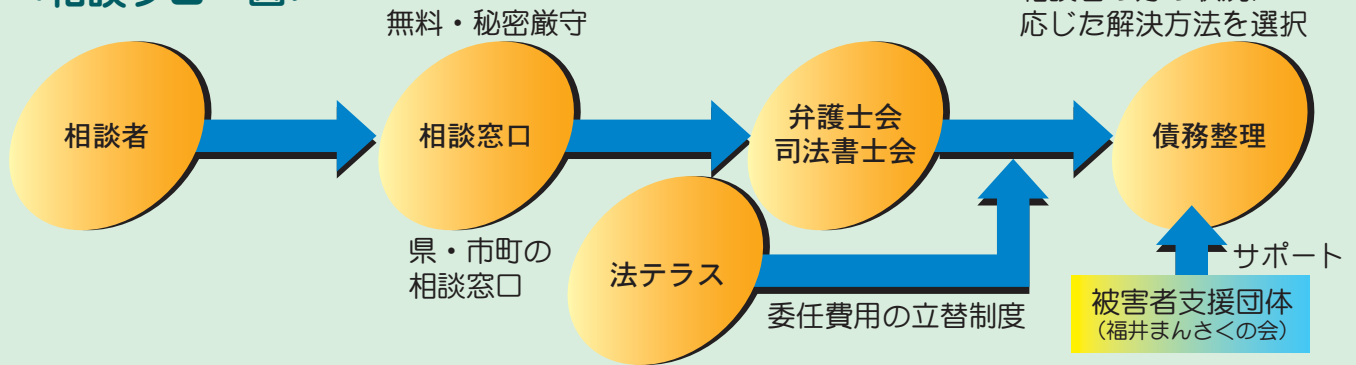 無料・秘密厳守
応じた解決方法を選択
相談者
相談窓口
弁護士会
司法書士会
債務整理
県・市町の
相談窓口
法テラス
委任費用の立替制度
サポート
被害者支援団体
（福井まんさくの会）